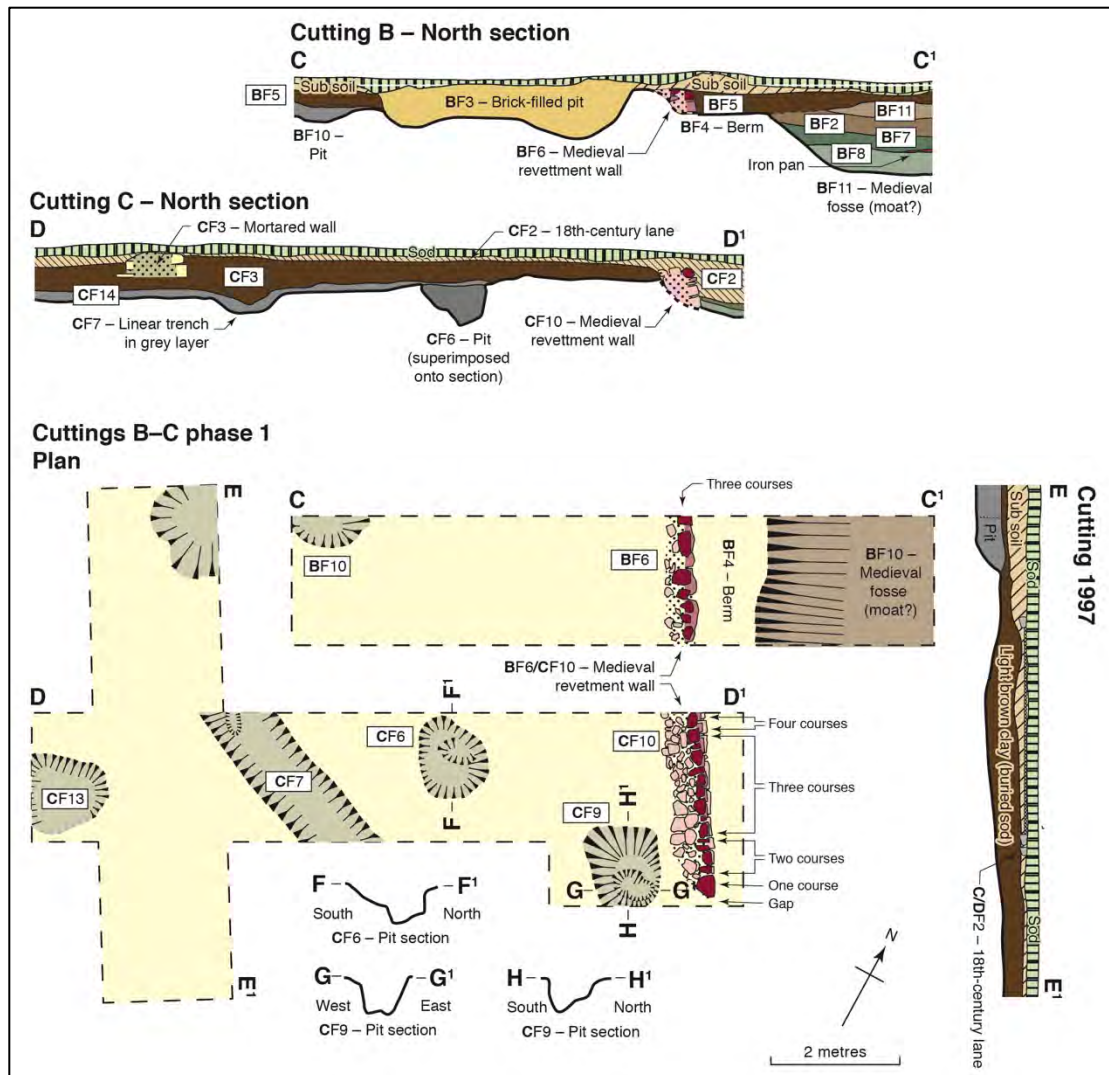 Cutting B – North section
C
C¹
Sub soil
Sub soil
BF5
BF3 – Brick-filled pit
BF5
BF11
BF10 –
Pit
BF4 – Berm
BF2
BF7
BF6 – Medieval
revettment wall
BF8
Iron pan
BF11 – Medieval
fosse (moat?)
Cutting C – North section
D
CF3 – Mortared wall
CF2 – 18th-century lane
D¹
Sod
CF3
CF2
CF14
CF7 – Linear trench
in grey layer
CF6 – Pit
(superimposed
onto section)
CF10 – Medieval
revettment wall
Cuttings B–C phase 1
Plan
E
C
Three courses
C¹
BF10
BF6
BF4 – Berm
BF10 –
Medieval
fosse
(moat?)
BF6/CF10 – Medieval
revetment wall
D
F¹
D¹
CF6
CF10
Four courses
CF13
CF7
F
CF9
H¹
Three courses
Two courses
G
G¹
One course
Gap
H
E¹
F
F¹
South
North
CF6 – Pit section
G
G¹
West
East
CF9 – Pit section
H
H¹
South
North
CF9 – Pit section
N
2 metres
Cutting 1997
E
Pit
Sub soil
Sod
Light brown clay (buried sod)
Sod
C/DF2 – 18th-century
lane
E¹